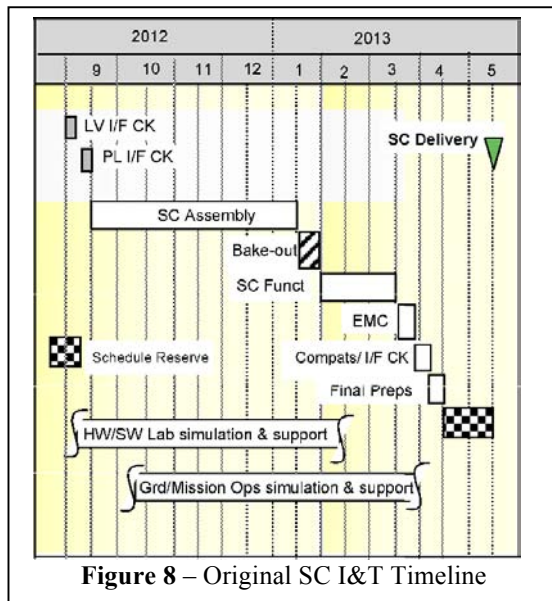 2012 2013
9 10 11 12 1 2 3 4 5
LV I/F CK
PL I/F CK
SC Delivery
SC Assembly
Bake-out
SC Funct
EMC
Schedule Reserve
Compats/ I/F CK
Final Preps
HW/SW Lab simulation & support
Grd/Mission Ops simulation & support
Figure 8 – Original SC I&T Timeline